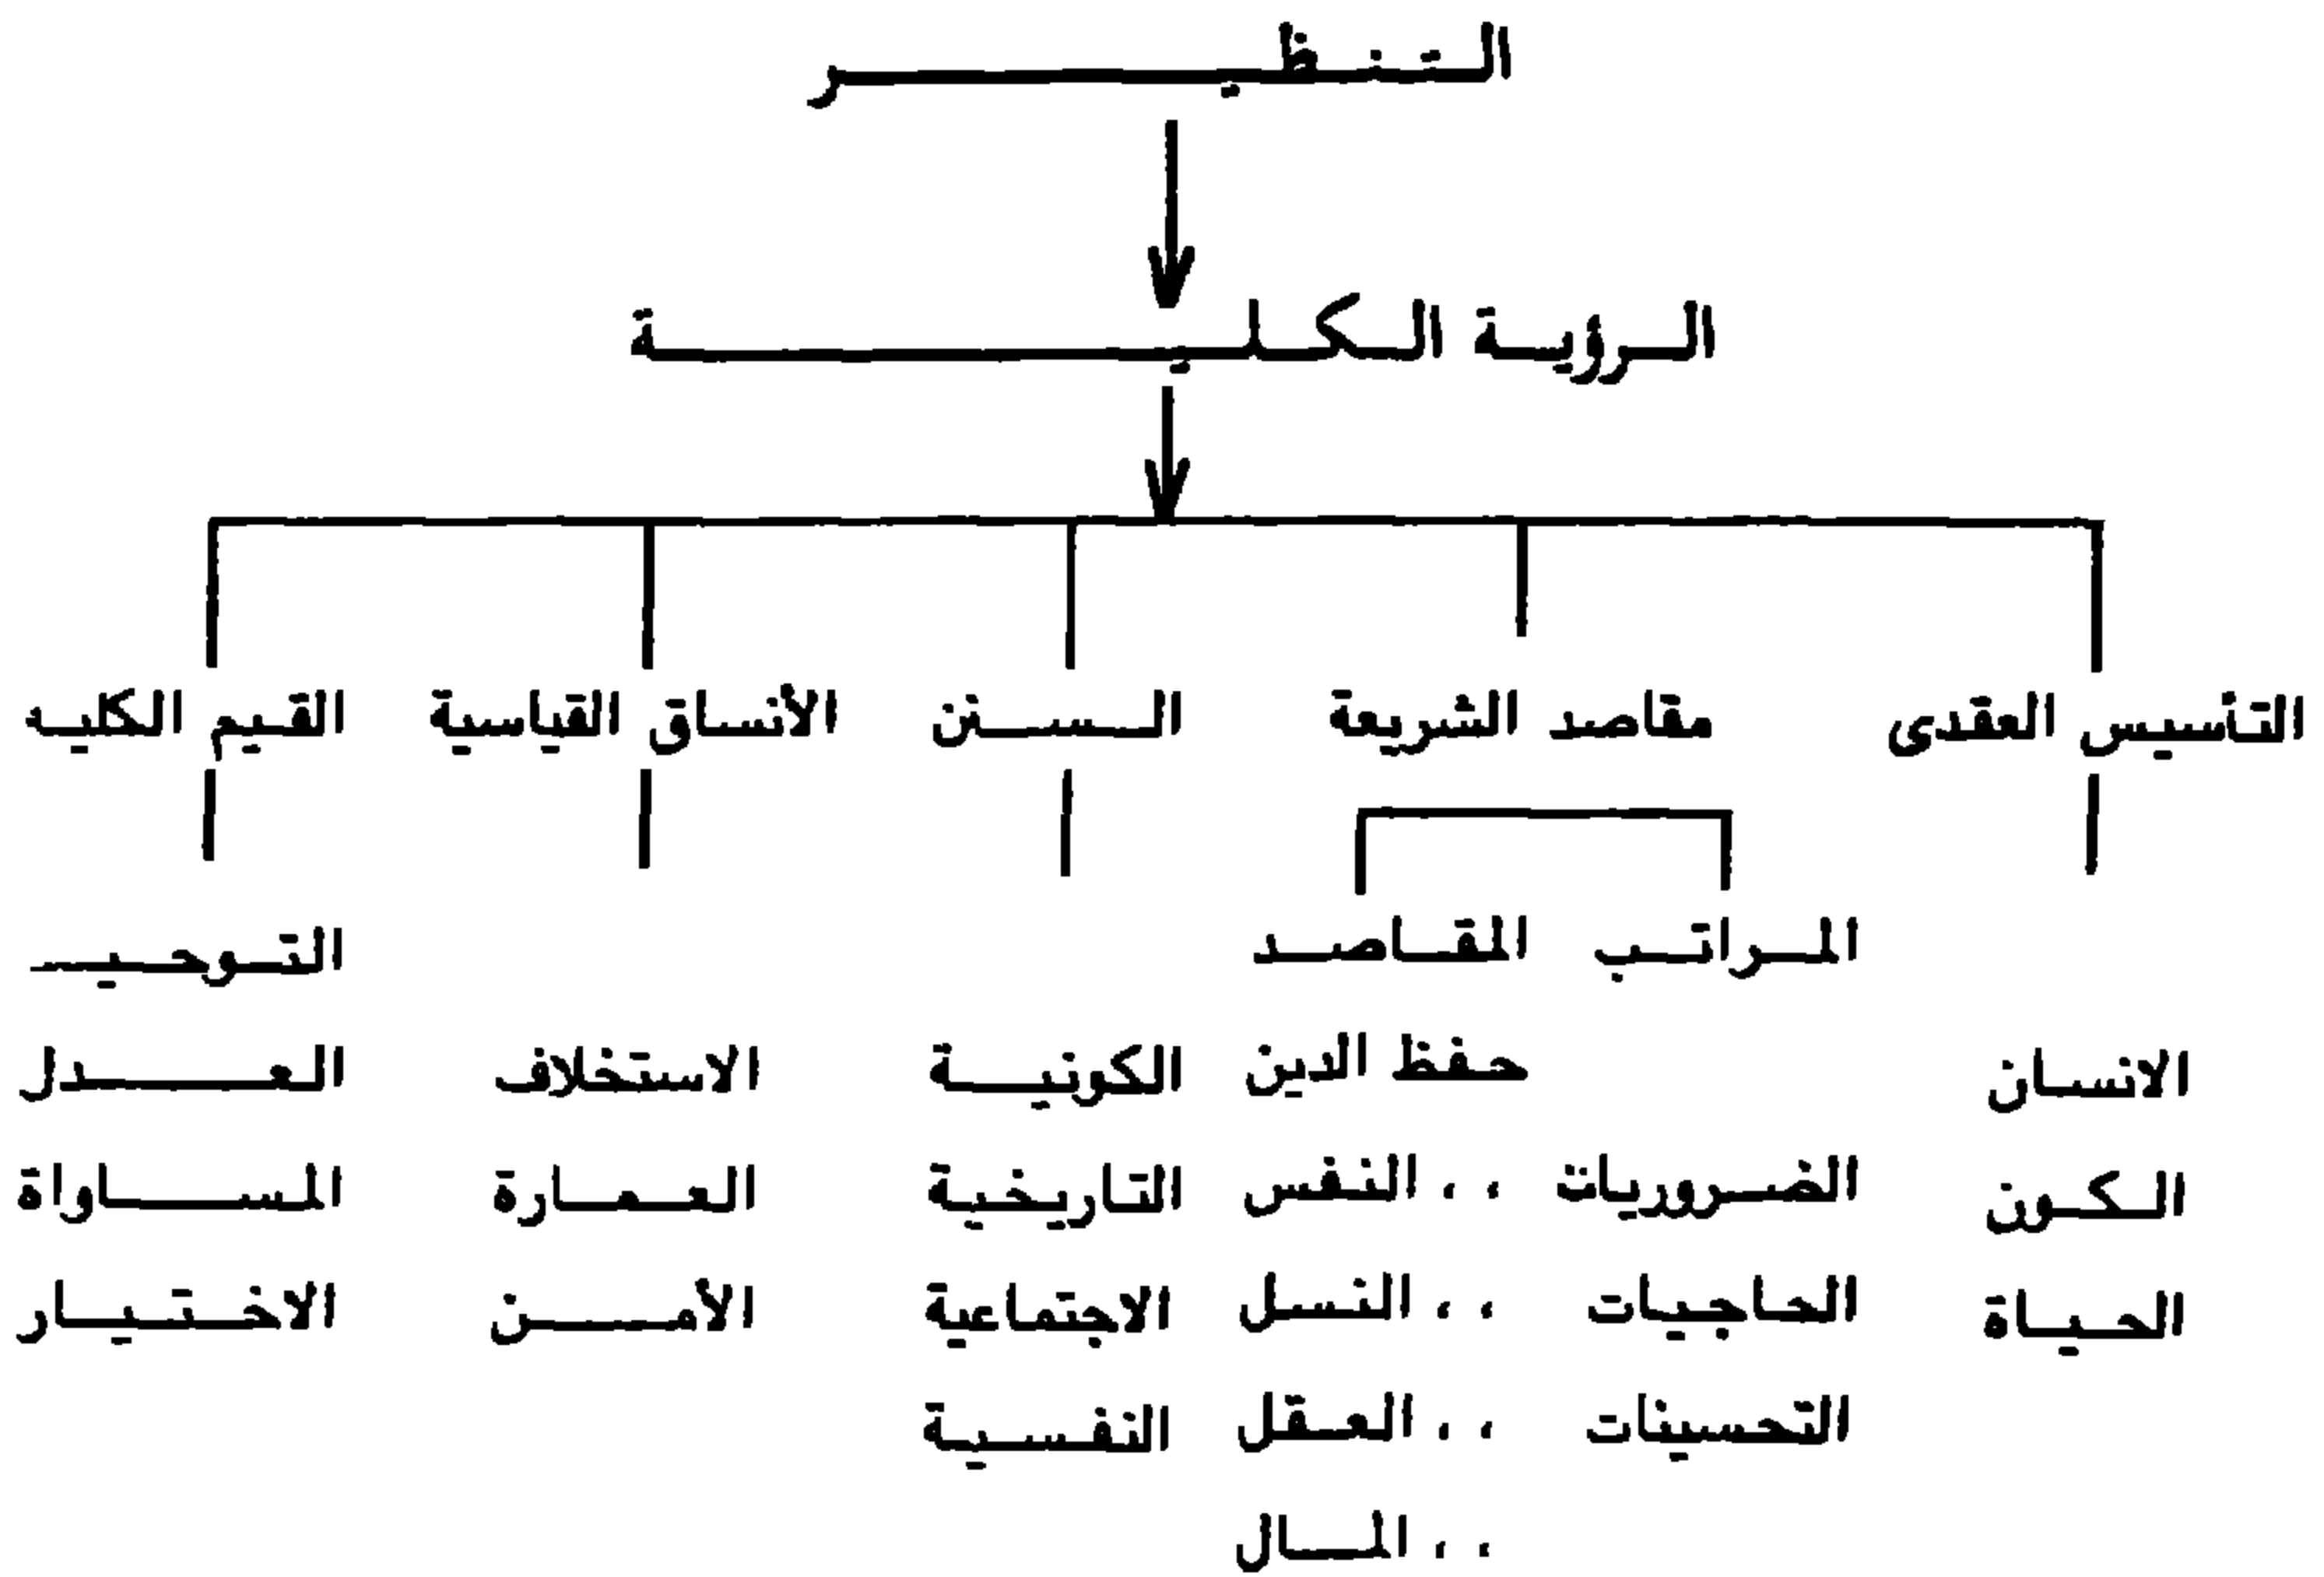 التنظير
الرؤية الكلية
التأسيس العقدى مقاصد الشريعة السنن الأنساق القياسية القيم الكليه
المراتب المقاصد التوحيد
الانسان حفظ الدين الكونية الاستخلاف العدل
الكون الضروريات ،، النفس التاريخية العمارة المساواة
الحياة الحاجيات ،، النسل الاجتماعية الأمن الاختيار
التحسينات ،، العقل النفسية
،، المال